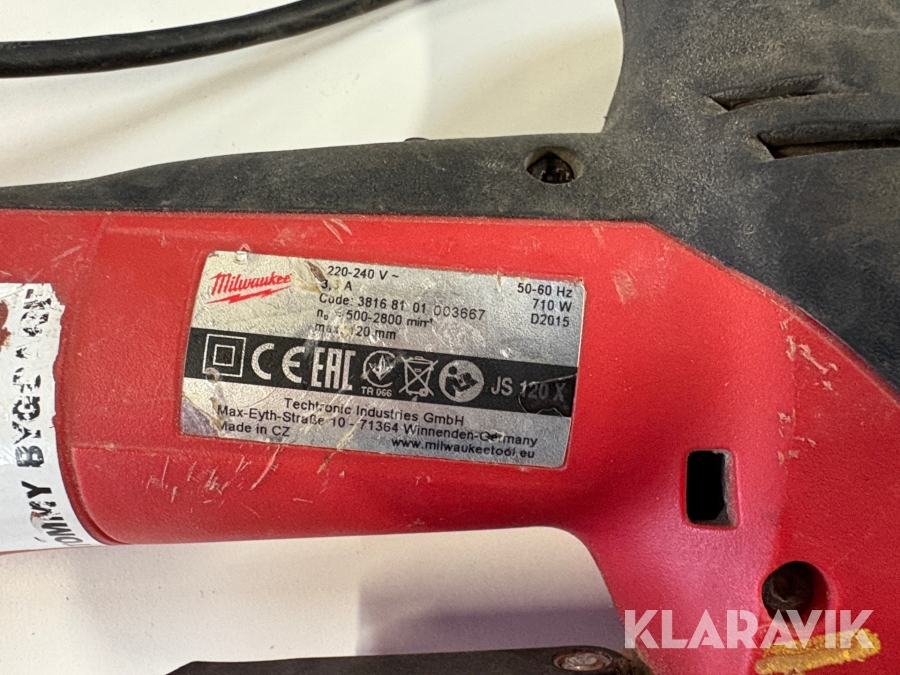 Milwaukee
220-240 V ~
50-60 Hz
A
710 W
Code: 3816 81 01 003667
D2015
500-2800 min⁻¹
max. 120 mm
CE EAC
TR 066
JS 120 X
Techtronic Industries GmbH
Max-Eyth-Straße 10 - 71364 Winnenden-Germany
Made in CZ
www.milwaukeetool.eu
KLARAVIK